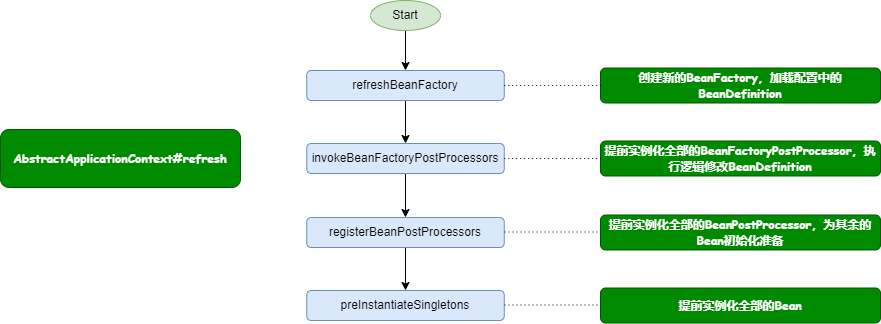 Start
refreshBeanFactory
创建新的BeanFactory，加载配置中的
BeanDefinition
AbstractApplicationContext#refresh
invokeBeanFactoryPostProcessors
提前实例化全部的BeanFactoryPostProcessor，执
行逻辑修改BeanDefinition
registerBeanPostProcessors
提前实例化全部的BeanPostProcessor，为其余的
Bean初始化准备
preInstantiateSingletons
提前实例化全部的Bean